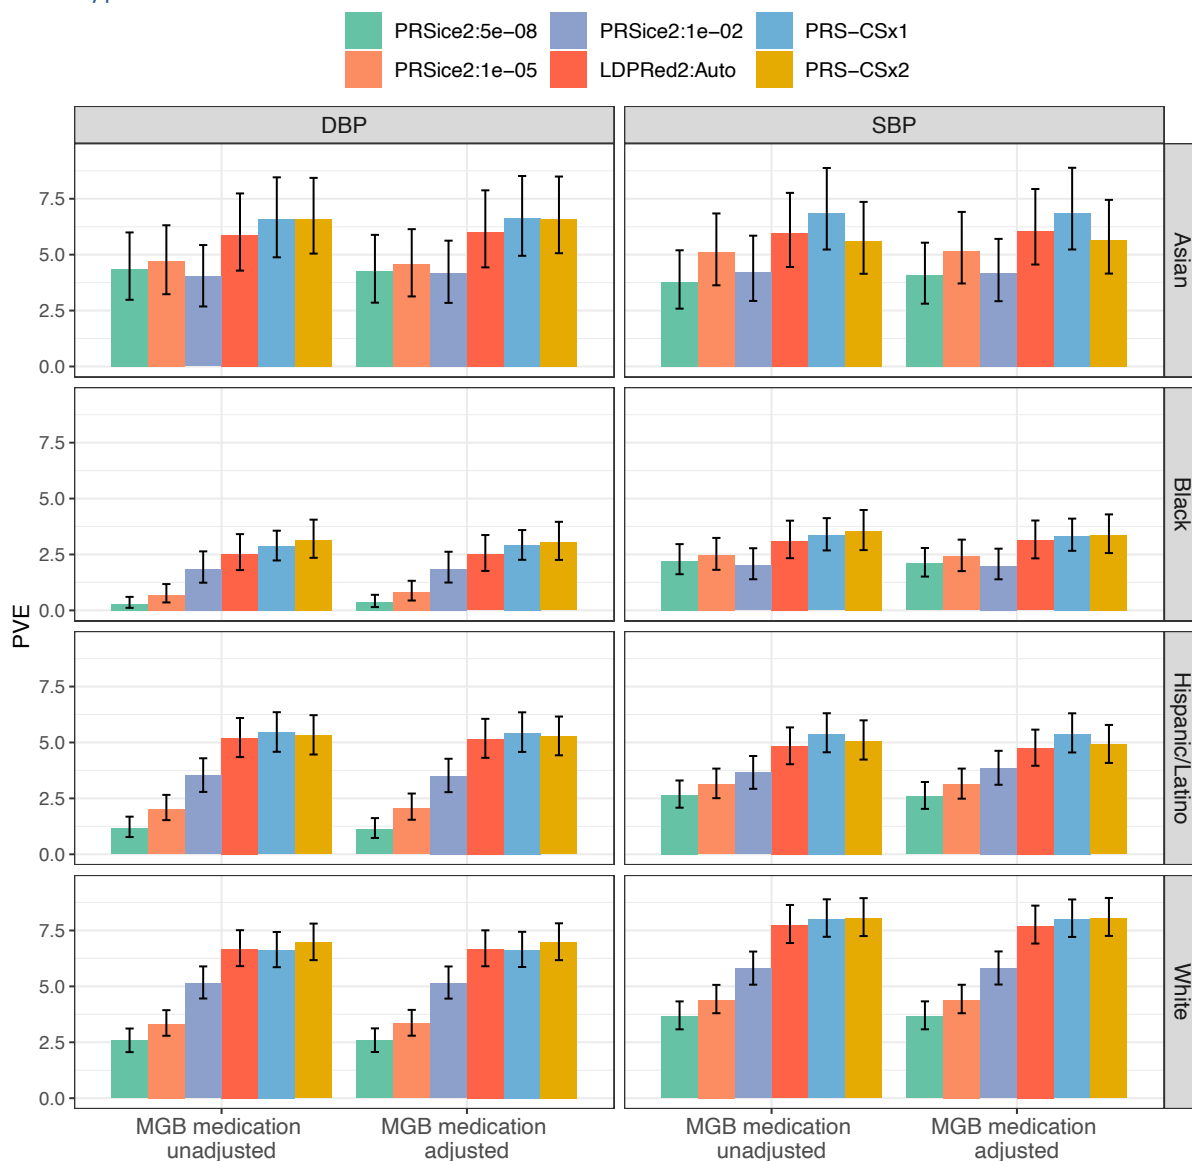 PRSice2:5e−08 PRSice2:1e−02 PRS−CSx1
PRSice2:1e−05 LDPRed2:Auto PRS−CSx2
DBP SBP
7.5
5.0
2.5
0.0
Asian
7.5
5.0
2.5
0.0
Black
PVE
7.5
5.0
2.5
0.0
Hispanic/Latino
7.5
5.0
2.5
0.0
White
MGB medication unadjusted
MGB medication adjusted
MGB medication unadjusted
MGB medication adjusted